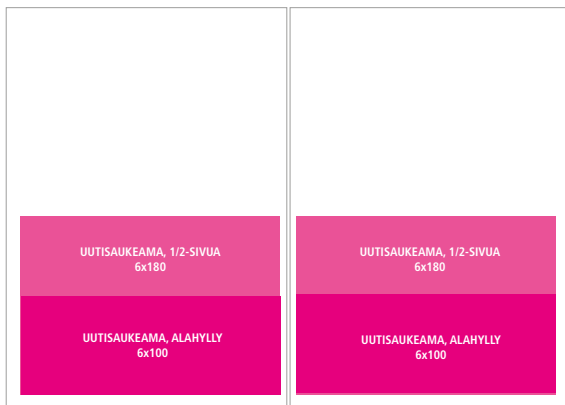 UUTISAUKEAMA, 1/2-SIVUA
6x180
UUTISAUKEAMA, ALAHYLLY
6x100
UUTISAUKEAMA, 1/2-SIVUA
6x180
UUTISAUKEAMA, ALAHYLLY
6x100